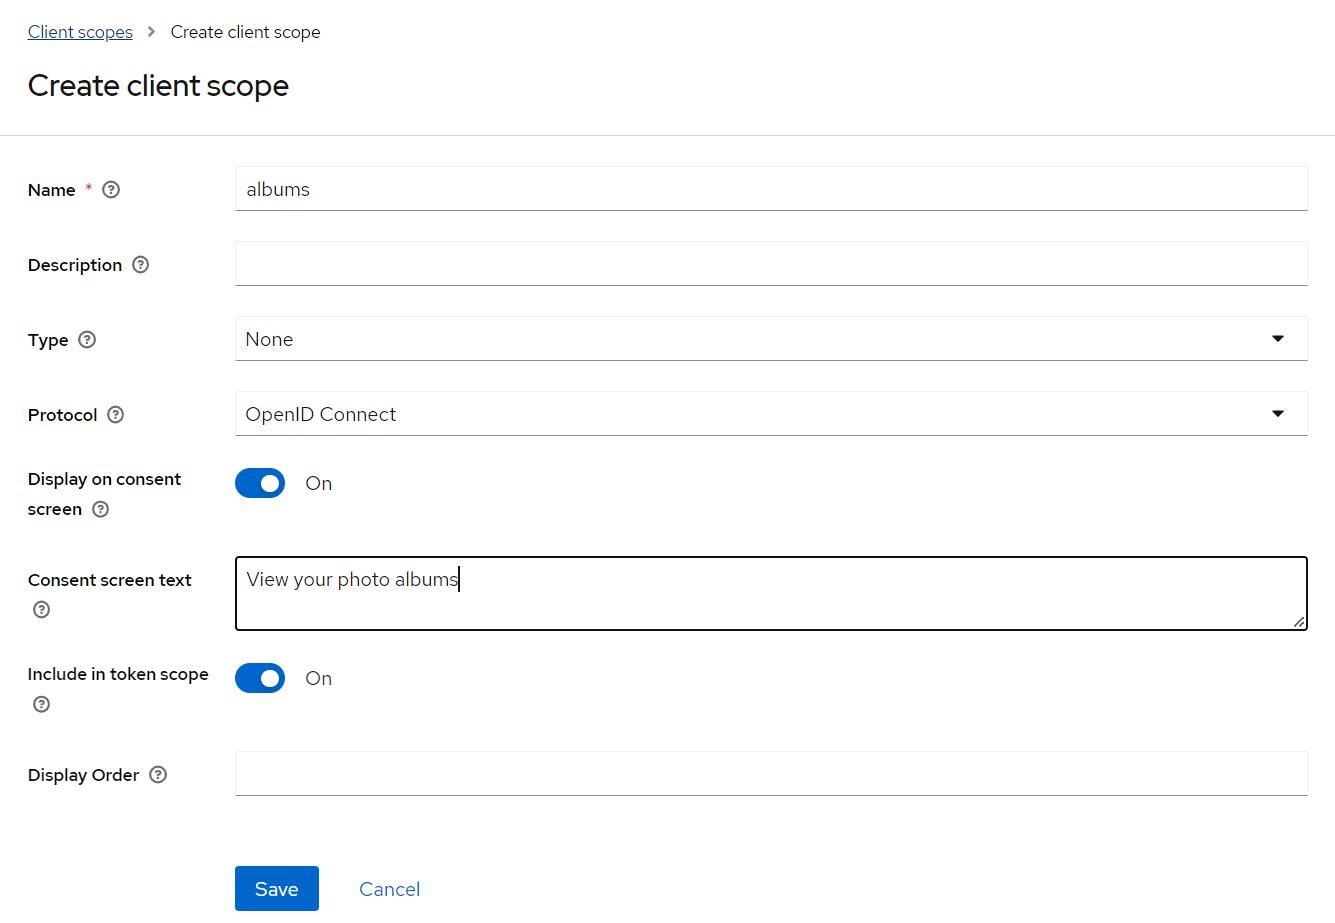 Client scopes > Create client scope
Create client scope
Name * ?
albums
Description ?
Type ?
None
Protocol ?
OpenID Connect
Display on consent
screen ?
On
Consent screen text
?
View your photo albums
Include in token scope
?
On
Display Order ?
Save Cancel